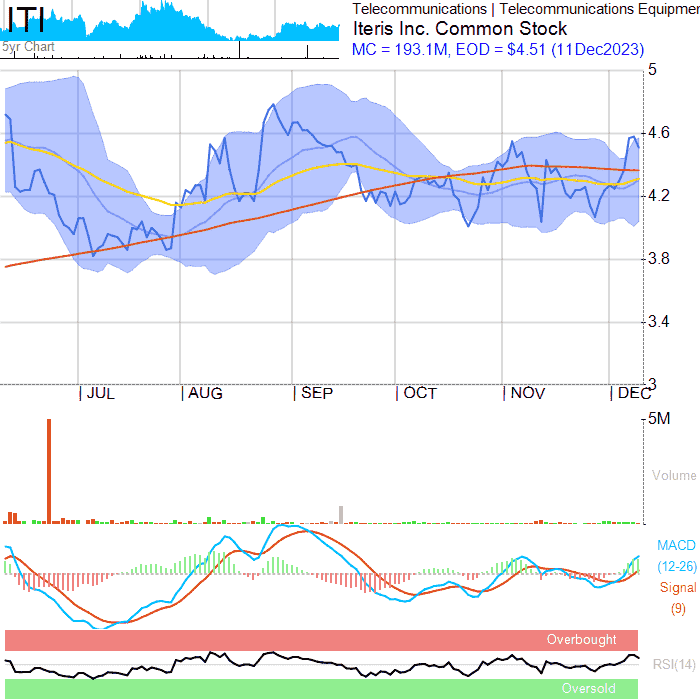 ITI
5yr Chart
Telecommunications | Telecommunications Equipmen
Iteris Inc. Common Stock
MC = 193.1M, EOD = $4.51 (11Dec2023)
5
4.6
4.2
3.8
3.4
3
JUL
AUG
SEP
OCT
NOV
DEC
5M
Volume
MACD
(12-26)
Signal
(9)
Overbought
RSI(14)
Oversold